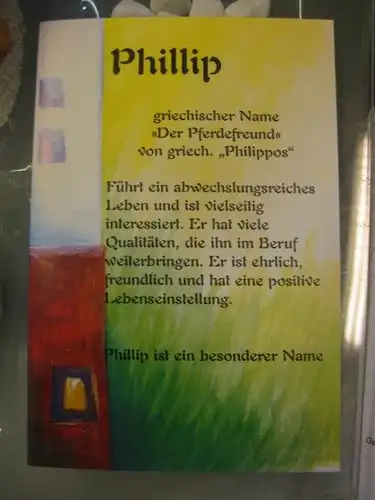 Phillip
griechischer Name
»Der Pferdefreund«
von griech. „Philippos“
Führt ein abwechslungsreiches
Leben und ist vielseitig
interessiert. Er hat viele
Qualitäten, die ihn im Beruf
weiterbringen. Er ist ehrlich,
freundlich und hat eine positive
Lebenseinstellung.
Phillip ist ein besonderer Name